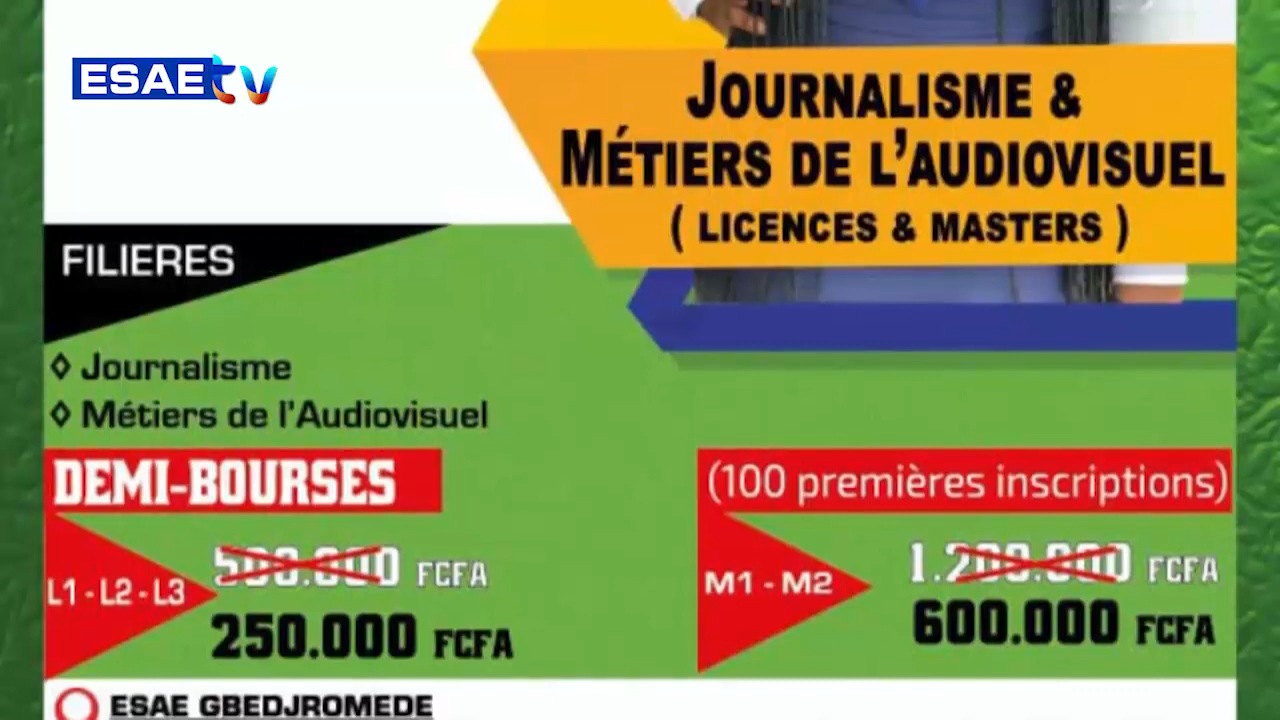 ESAE tv
JOURNALISME &
MÉTIERS DE L'AUDIOVISUEL
( LICENCES & MASTERS )
FILIERES
◊ Journalisme
◊ Métiers de l'Audiovisuel
DEMI-BOURSES
(100 premières inscriptions)
L1 - L2 - L3
500.000 FCFA
250.000 FCFA
M1 - M2
1.200.000 FCFA
600.000 FCFA
ESAE GBEDJROMEDE